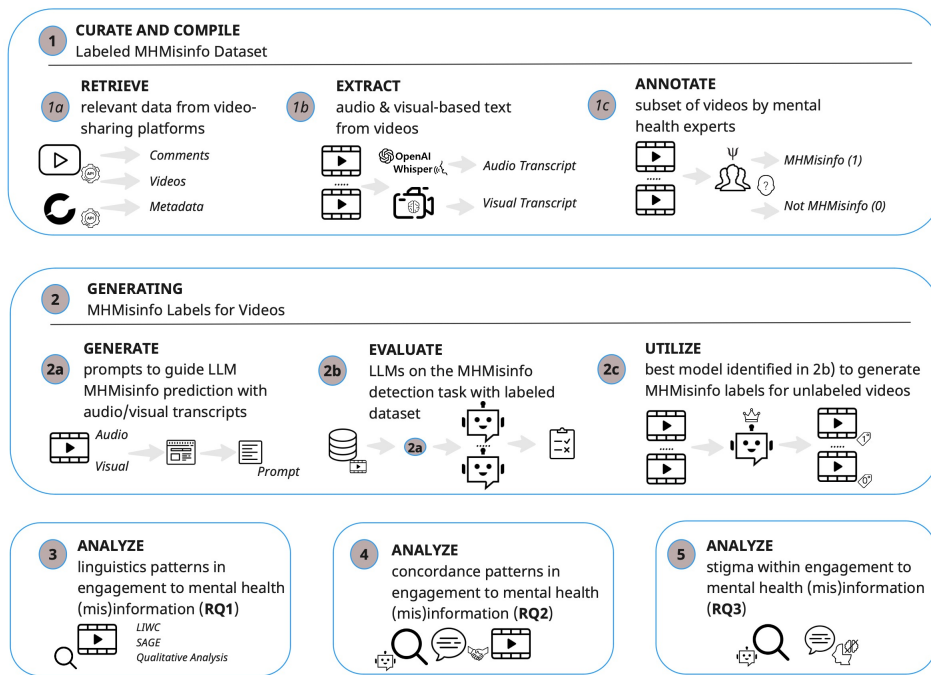 1
CURATE AND COMPILE
Labeled MHMisinfo Dataset
1a
RETRIEVE
relevant data from video-
sharing platforms
API
API
Comments
Videos
Metadata
1b
EXTRACT
audio & visual-based text
from videos
OpenAI
Whisper
Audio Transcript
Visual Transcript
1c
ANNOTATE
subset of videos by mental
health experts
Ψ
?
MHMisinfo (1)
Not MHMisinfo (0)
2
GENERATING
MHMisinfo Labels for Videos
2a
GENERATE
prompts to guide LLM
MHMisinfo prediction with
audio/visual transcripts
Audio
Visual
Prompt
2b
EVALUATE
LLMs on the MHMisinfo
detection task with labeled
dataset
2a
2c
UTILIZE
best model identified in 2b) to generate
MHMisinfo labels for unlabeled videos
1
0
3
ANALYZE
linguistics patterns in
engagement to mental health
(mis)information (RQ1)
LIWC
SAGE
Qualitative Analysis
4
ANALYZE
concordance patterns in
engagement to mental health
(mis)information (RQ2)
5
ANALYZE
stigma within engagement to
mental health (mis)information
(RQ3)